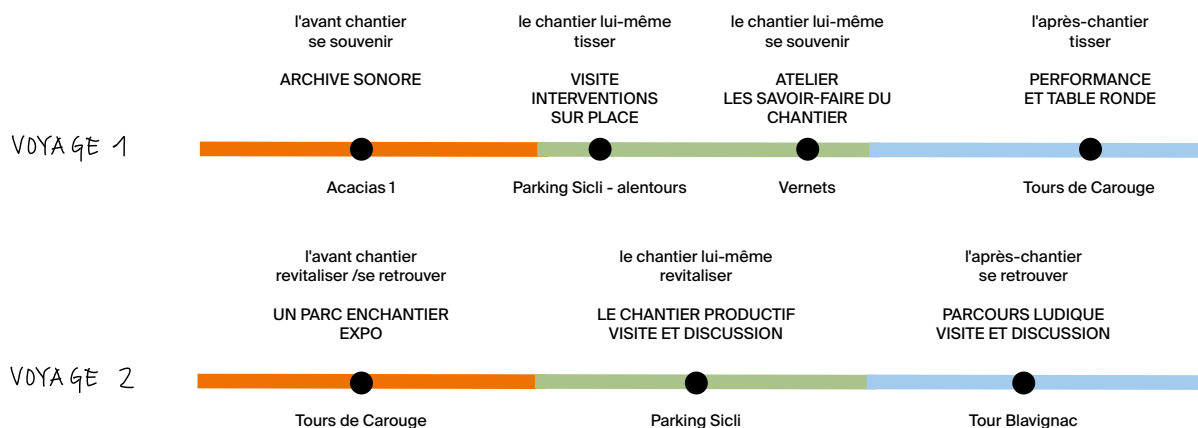 l'avant chantier
se souvenir
ARCHIVE SONORE
le chantier lui-même
tisser
VISITE
INTERVENTIONS
SUR PLACE
le chantier lui-même
se souvenir
ATELIER
LES SAVOIR-FAIRE DU
CHANTIER
l'après-chantier
tisser
PERFORMANCE
ET TABLE RONDE
VOYAGE 1
Acacias 1
Parking Sicli - alentours
Vernets
Tours de Carouge
l'avant chantier
revitaliser /se retrouver
UN PARC ENCHANTIER
EXPO
le chantier lui-même
revitaliser
LE CHANTIER PRODUCTIF
VISITE ET DISCUSSION
l'après-chantier
se retrouver
PARCOURS LUDIQUE
VISITE ET DISCUSSION
VOYAGE 2
Tours de Carouge
Parking Sicli
Tour Blavignac